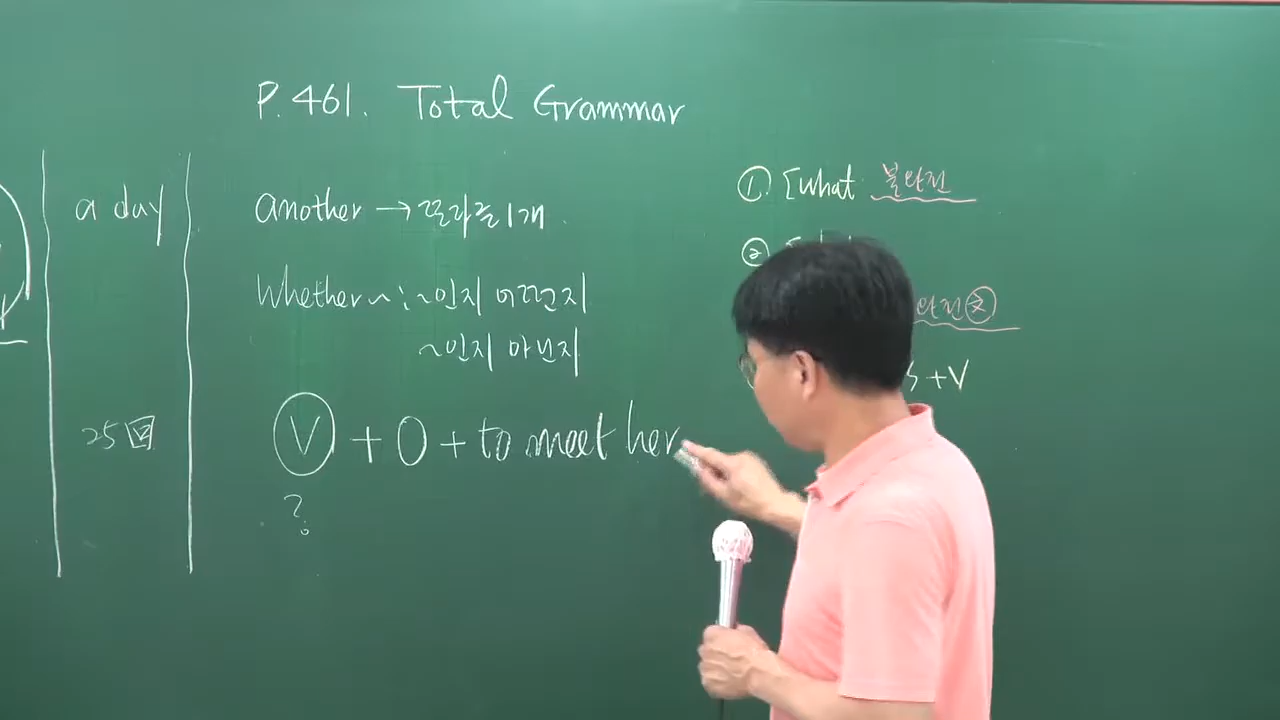 P.461. Total Grammar
a day
25回
another → 또다른 1개.
Whether ~ : ~인지 어떤지
~인지 아닌지
V + O + to meet her
?
① [what 불완전
②
완전 ㉨
S + V